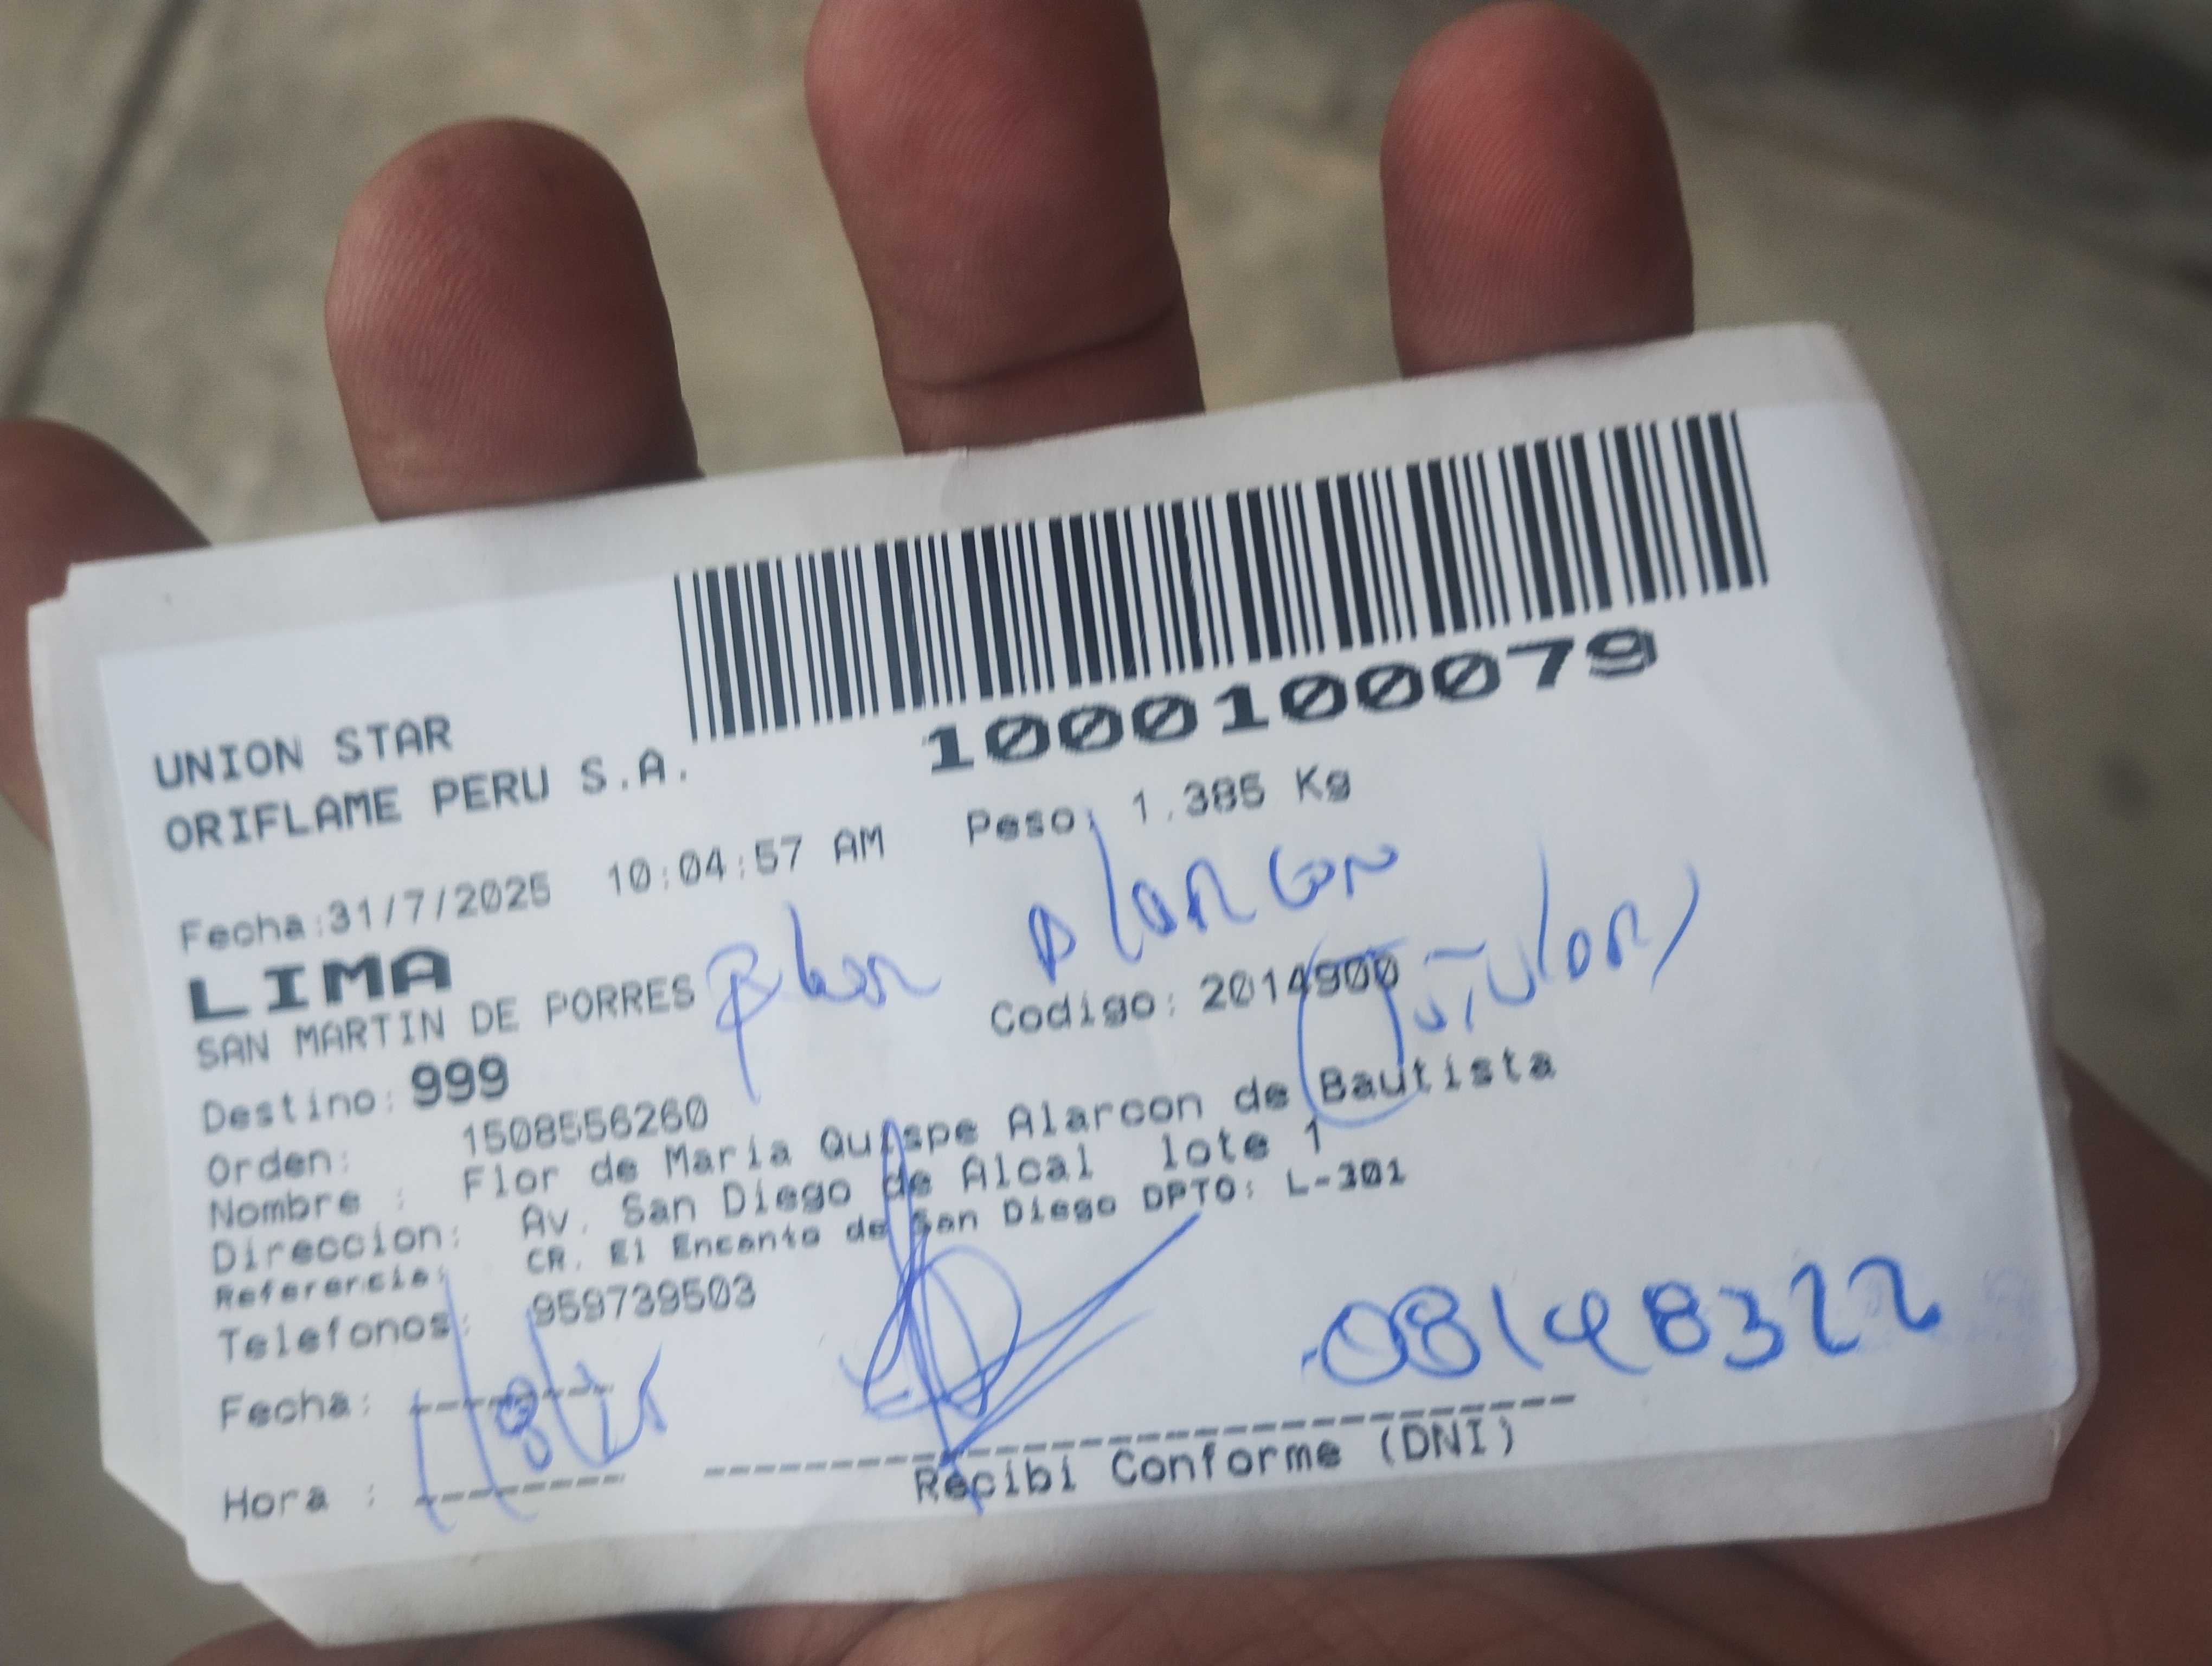 1000100079
UNION STAR
ORIFLAME PERU S.A.
Fecha:31/7/2025 10:04:57 AM Peso: 1.385 Kg
LIMA
Flor Alarcon
SAN MARTIN DE PORRES Codigo: 2014900
Titular
Destino: 999
Orden: 1508556260
Nombre : Flor de Maria Quispe Alarcon de Bautista
Direccion: Av. San Diego de Alcal lote 1
Referencia: CR. El Encanto de San Diego DPTO: L-301
Telefonos: 959739503
08148322
Fecha:
Hora :
Recibi Conforme (DNI)